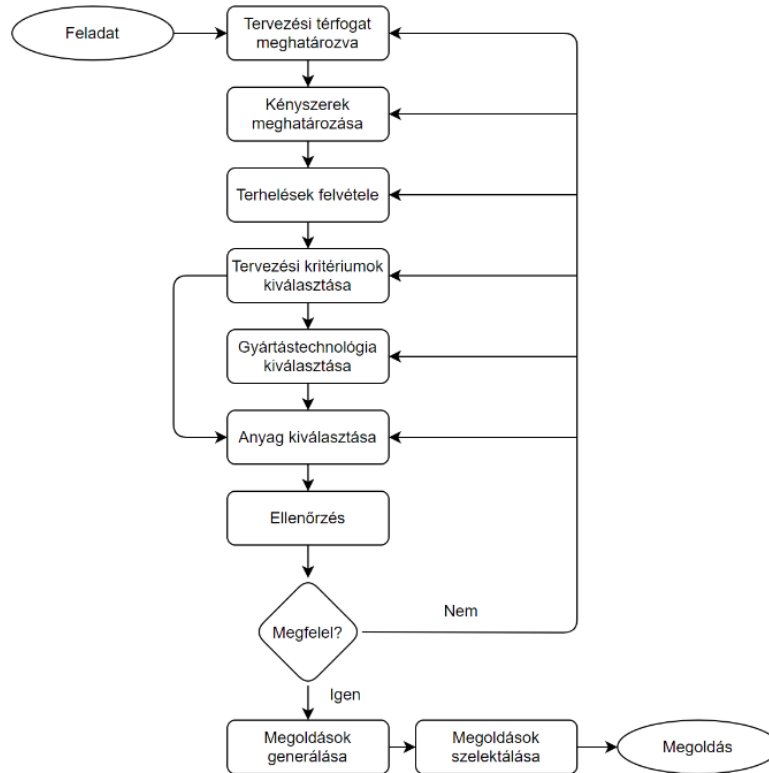 Feladat
Tervezési térfogat
meghatározva
Kényszerek
meghatározása
Terhelések felvétele
Tervezési kritériumok
kiválasztása
Gyártástechnológia
kiválasztása
Anyag kiválasztása
Ellenőrzés
Megfelel?
Nem
Igen
Megoldások
generálása
Megoldások
szelektálása
Megoldás